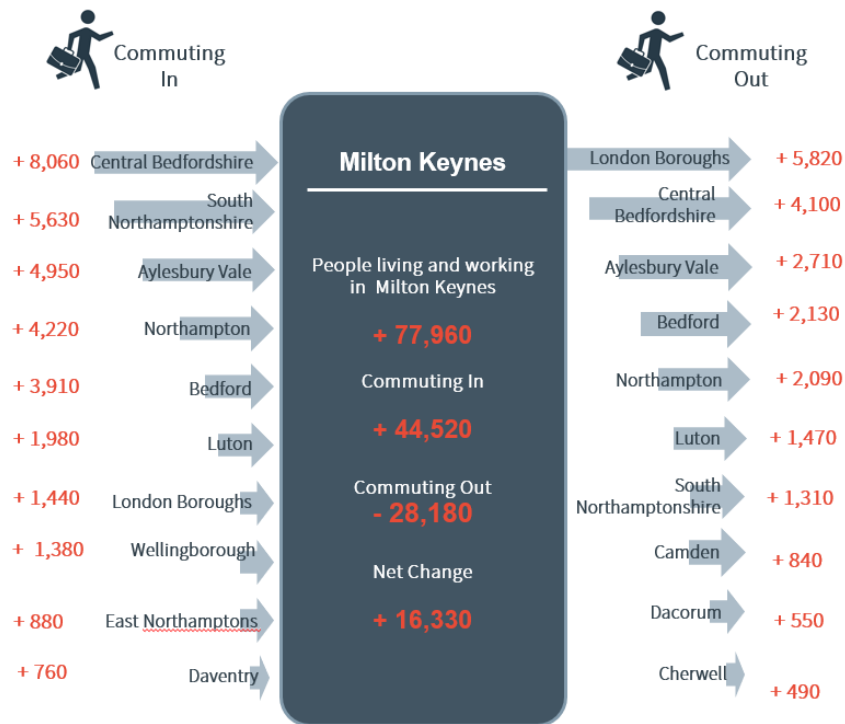 Commuting
In
Commuting
Out
+ 8,060 Central Bedfordshire
+ 5,630 South
Northamptonshire
+ 4,950 Aylesbury Vale
+ 4,220 Northampton
+ 3,910 Bedford
+ 1,980 Luton
+ 1,440 London Boroughs
+ 1,380 Wellingborough
+ 880 East Northamptons
+ 760 Daventry
Milton Keynes
People living and working
in Milton Keynes
+ 77,960
Commuting In
+ 44,520
Commuting Out
- 28,180
Net Change
+ 16,330
London Boroughs + 5,820
Central
Bedfordshire + 4,100
Aylesbury Vale + 2,710
Bedford + 2,130
Northampton + 2,090
Luton + 1,470
South
Northamptonshire + 1,310
Camden + 840
Dacorum + 550
Cherwell + 490